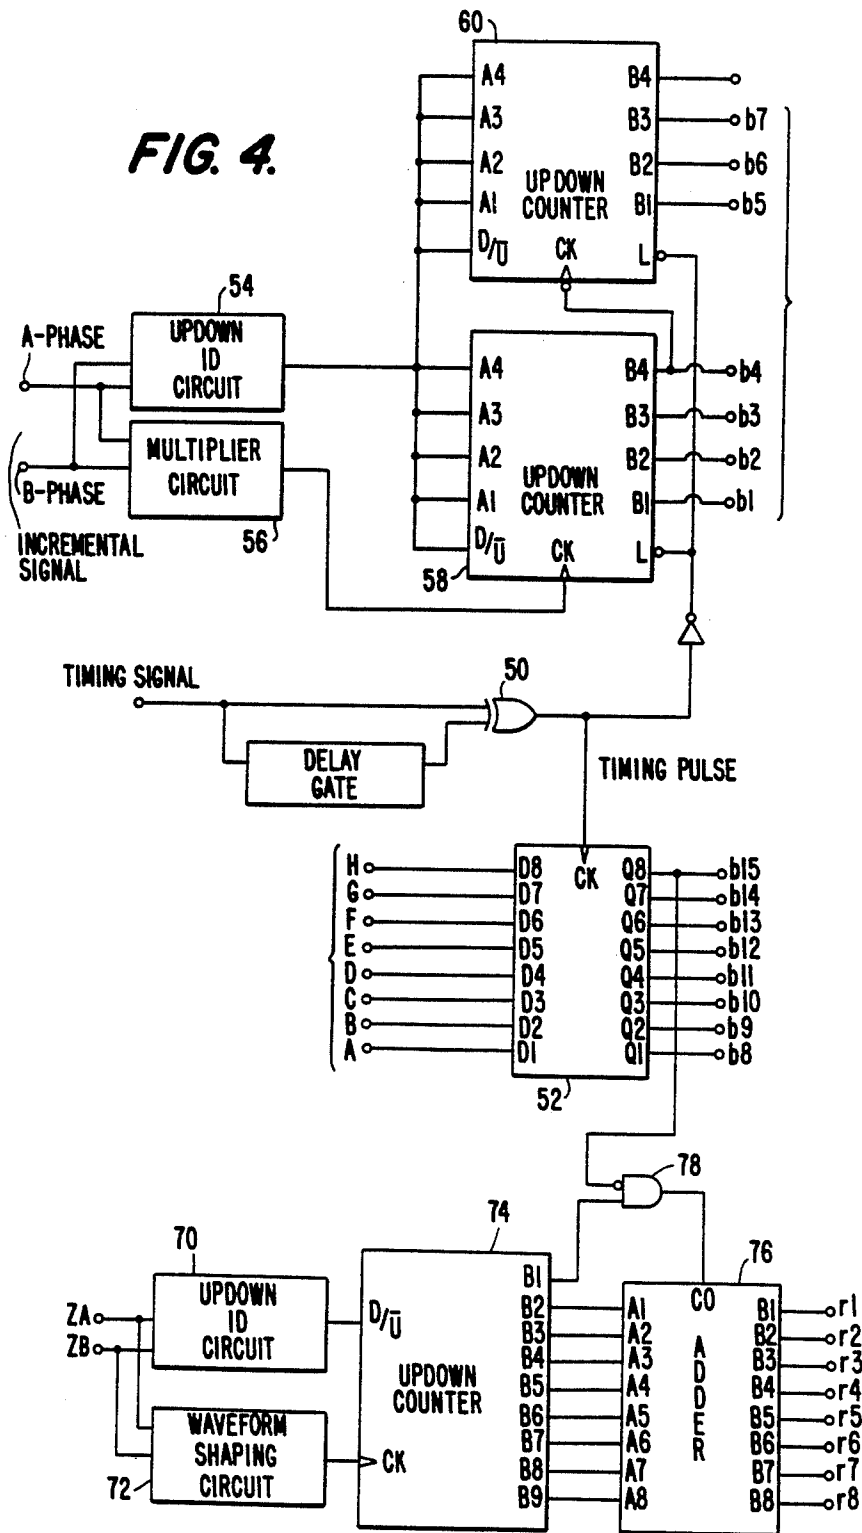 FIG. 4.
60
A4 B4
A3 B3 b7
A2 B2 b6
A1 B1 b5
UPDOWN
COUNTER
D/U̅ CK L
54
A-PHASE
UPDOWN
ID
CIRCUIT
B-PHASE
MULTIPLIER
CIRCUIT
56
INCREMENTAL
SIGNAL
A4 B4 b4
A3 B3 b3
A2 B2 b2
A1 B1 b1
UPDOWN
COUNTER
D/U̅ CK L
58
TIMING SIGNAL
50
DELAY
GATE
TIMING PULSE
CK
H D8 Q8 b15
G D7 Q7 b14
F D6 Q6 b13
E D5 Q5 b12
D D4 Q4 b11
C D3 Q3 b10
B D2 Q2 b9
A D1 Q1 b8
52
78
70
74
76
ZA
ZB
UPDOWN
ID
CIRCUIT
D/U̅
UPDOWN
COUNTER
CK
WAVEFORM
SHAPING
CIRCUIT
72
B1
B2
B3
B4
B5
B6
B7
B8
B9
C0
ADDER
A1
A2
A3
A4
A5
A6
A7
A8
B1 r1
B2 r2
B3 r3
B4 r4
B5 r5
B6 r6
B7 r7
B8 r8